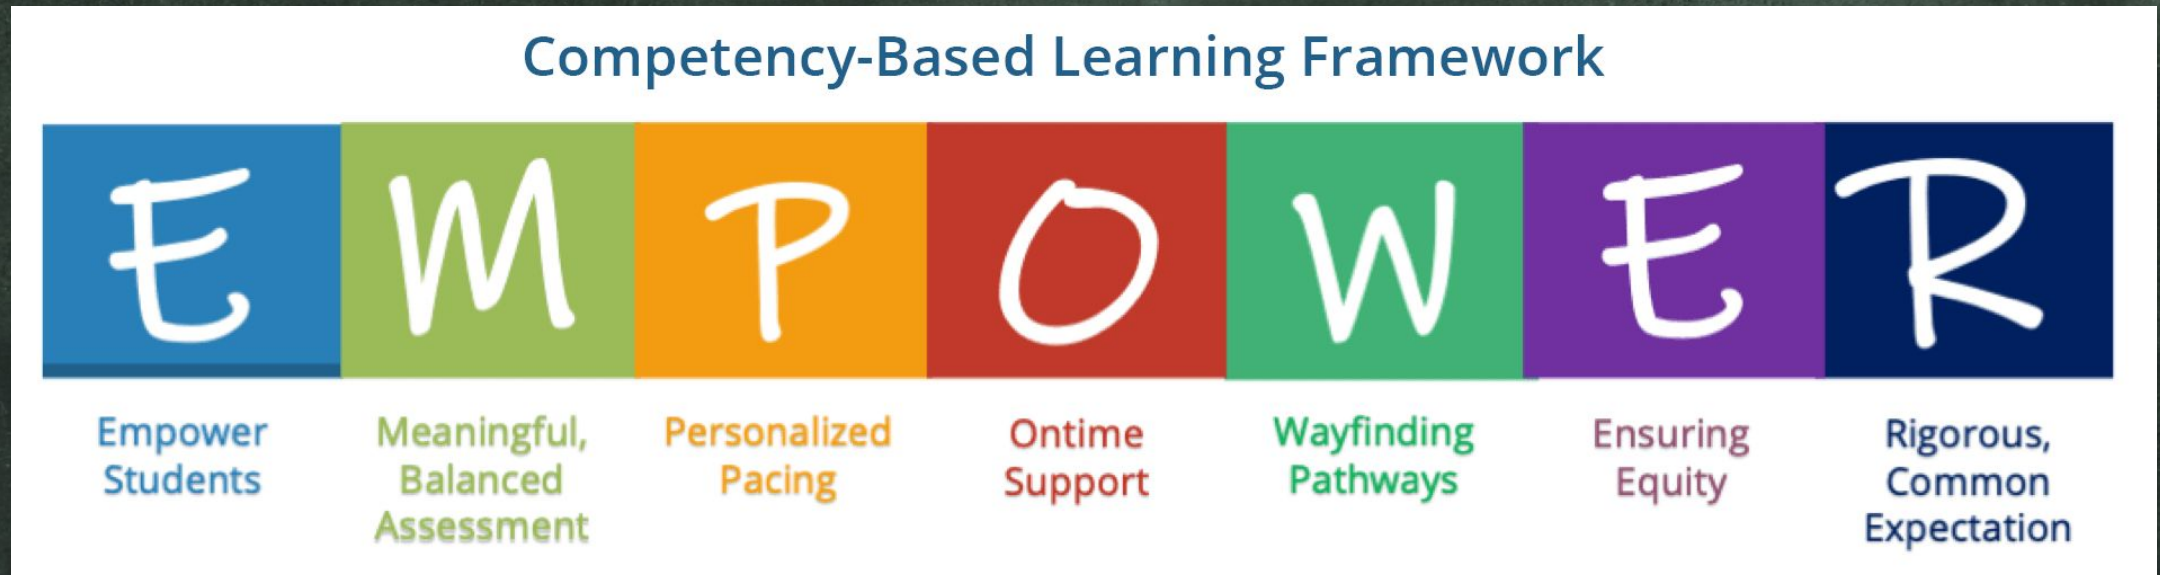 Competency-Based Learning Framework
E M P O W E R
Empower
Students
Meaningful,
Balanced
Assessment
Personalized
Pacing
Ontime
Support
Wayfinding
Pathways
Ensuring
Equity
Rigorous,
Common
Expectation